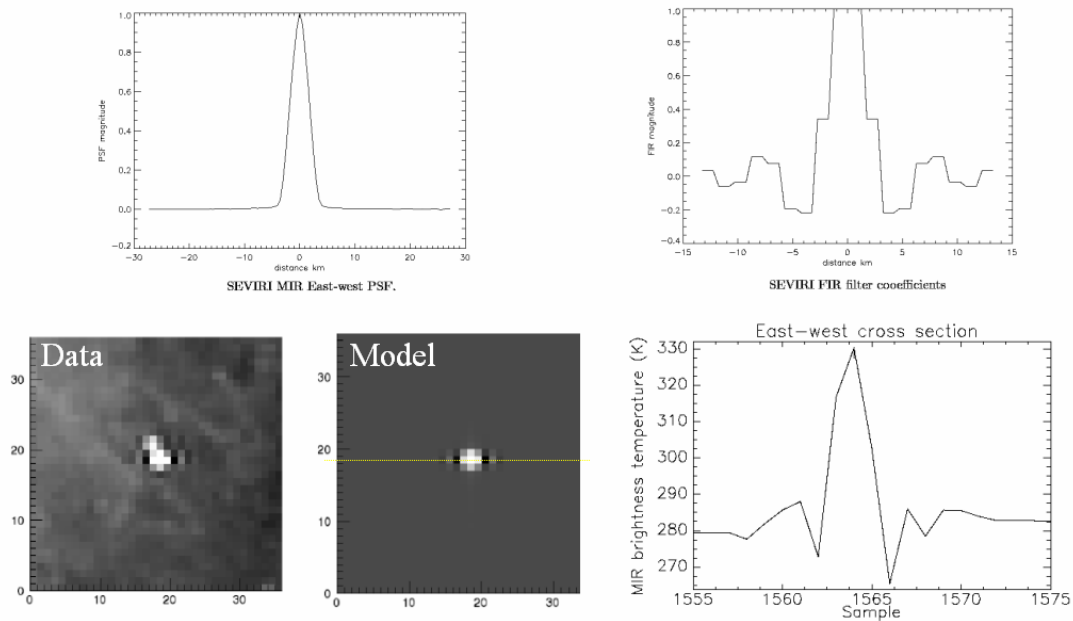 1.0
0.8
0.6
0.4
0.2
0.0
−0.2
PSF magnitude
−30 −20 −10 0 10 20 30
distance km
SEVIRI MIR East-west PSF.
1.0
0.8
0.6
0.4
0.2
0.0
−0.2
−0.4
FIR magnitude
−15 −10 −5 0 5 10 15
distance km
SEVIRI FIR filter cooefficients
Data
30
20
10
0
0 10 20 30
Model
30
20
10
0
0 10 20 30
East−west cross section
330
320
310
300
290
280
270
MIR brightness temperature (K)
1555 1560 1565 1570 1575
Sample